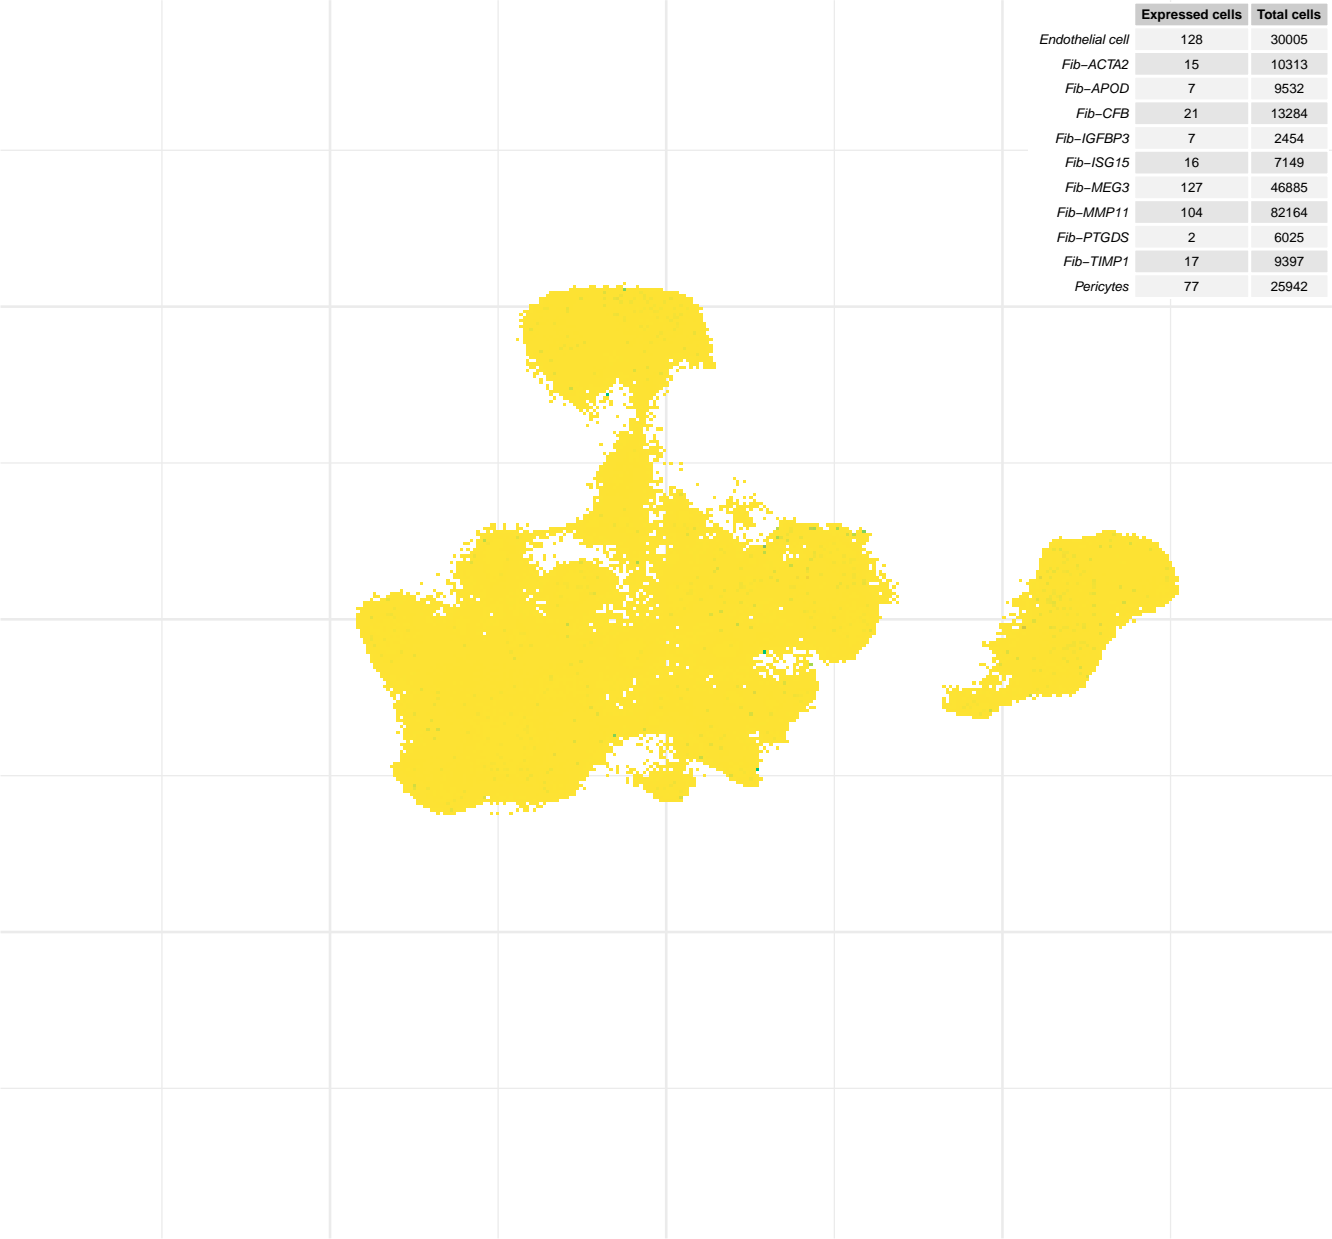 Expressed cells Total cells
Endothelial cell 128 30005
Fib−ACTA2 15 10313
Fib−APOD 7 9532
Fib−CFB 21 13284
Fib−IGFBP3 7 2454
Fib−ISG15 16 7149
Fib−MEG3 127 46885
Fib−MMP11 104 82164
Fib−PTGDS 2 6025
Fib−TIMP1 17 9397
Pericytes 77 25942